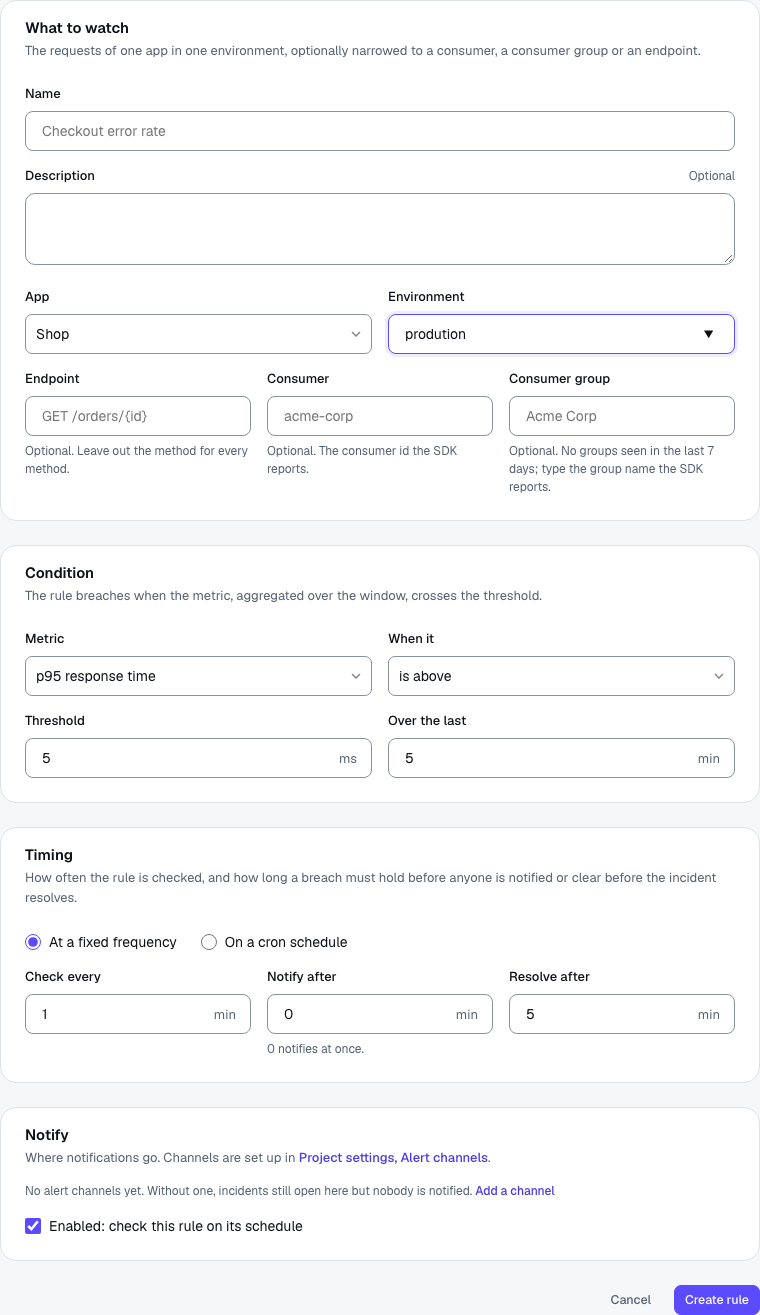 What to watch
The requests of one app in one environment, optionally narrowed to a consumer, a consumer group or an endpoint.
Name
Checkout error rate
Description Optional
App Environment
Shop prodution
Endpoint Consumer Consumer group
GET /orders/{id} acme-corp Acme Corp
Optional. Leave out the method for every Optional. The consumer id the SDK Optional. No groups seen in the last 7
method. reports. days; type the group name the SDK
reports.
Condition
The rule breaches when the metric, aggregated over the window, crosses the threshold.
Metric When it
p95 response time is above
Threshold Over the last
5 ms 5 min
Timing
How often the rule is checked, and how long a breach must hold before anyone is notified or clear before the incident
resolves.
At a fixed frequency On a cron schedule
Check every Notify after Resolve after
1 min 0 min 5 min
0 notifies at once.
Notify
Where notifications go. Channels are set up in Project settings, Alert channels.
No alert channels yet. Without one, incidents still open here but nobody is notified. Add a channel
Enabled: check this rule on its schedule
Cancel Create rule